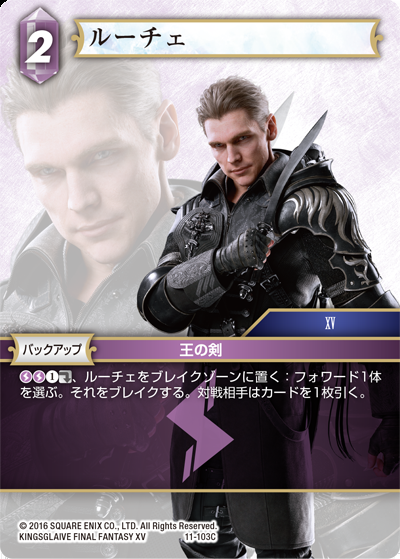 2
ルーチェ
XV
バックアップ
王の剣
1、ルーチェをブレイクゾーンに置く：フォワード1体
を選ぶ。それをブレイクする。対戦相手はカードを1枚引く。
© 2016 SQUARE ENIX CO., LTD. All Rights Reserved.
KINGSGLAIVE FINAL FANTASY XV
11-103C